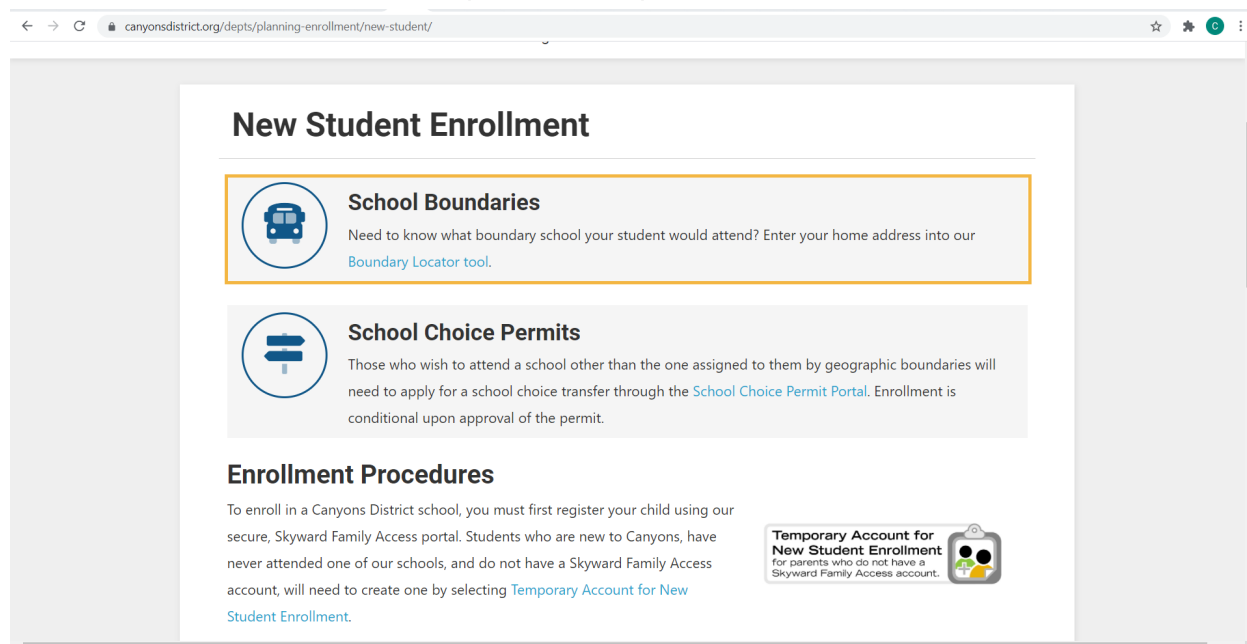 canyonsdistrict.org/depts/planning-enrollment/new-student/
C
New Student Enrollment
School Boundaries
Need to know what boundary school your student would attend? Enter your home address into our
Boundary Locator tool.
School Choice Permits
Those who wish to attend a school other than the one assigned to them by geographic boundaries will
need to apply for a school choice transfer through the School Choice Permit Portal. Enrollment is
conditional upon approval of the permit.
Enrollment Procedures
To enroll in a Canyons District school, you must first register your child using our
secure, Skyward Family Access portal. Students who are new to Canyons, have
never attended one of our schools, and do not have a Skyward Family Access
account, will need to create one by selecting Temporary Account for New
Student Enrollment.
Temporary Account for
New Student Enrollment
for parents who do not have a
Skyward Family Access account.